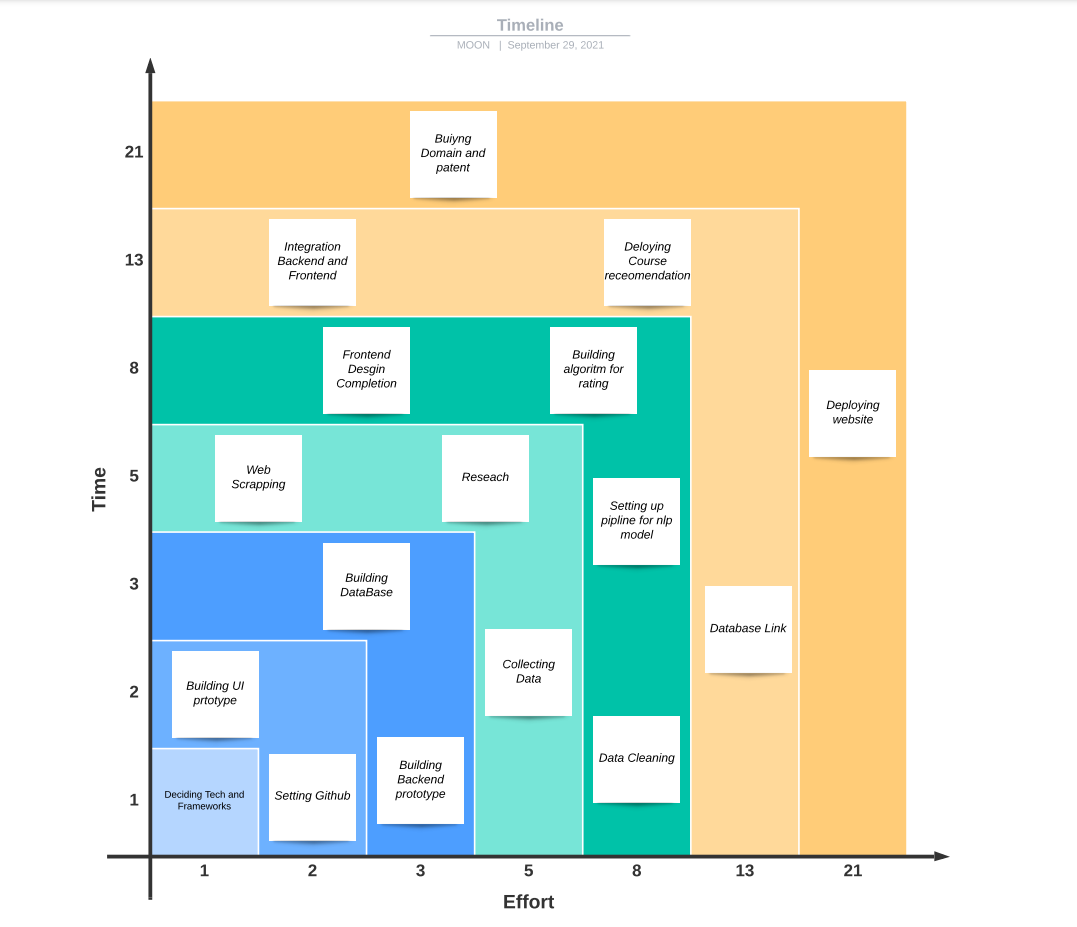 Timeline
MOON | September 29, 2021
21
Buiyng
Domain and
patent
13
Integration
Backend and
Frontend
Deloying
Course
receomendation
8
Frontend
Desgin
Completion
Building
algoritm for
rating
Deploying
website
Time
5
Web
Scrapping
Reseach
Setting up
pipline for nlp
model
3
Building
DataBase
Database Link
2
Building UI
prtotype
Collecting
Data
1
Deciding Tech and
Frameworks
Setting Github
Building
Backend
prototype
Data Cleaning
1 2 3 5 8 13 21
Effort